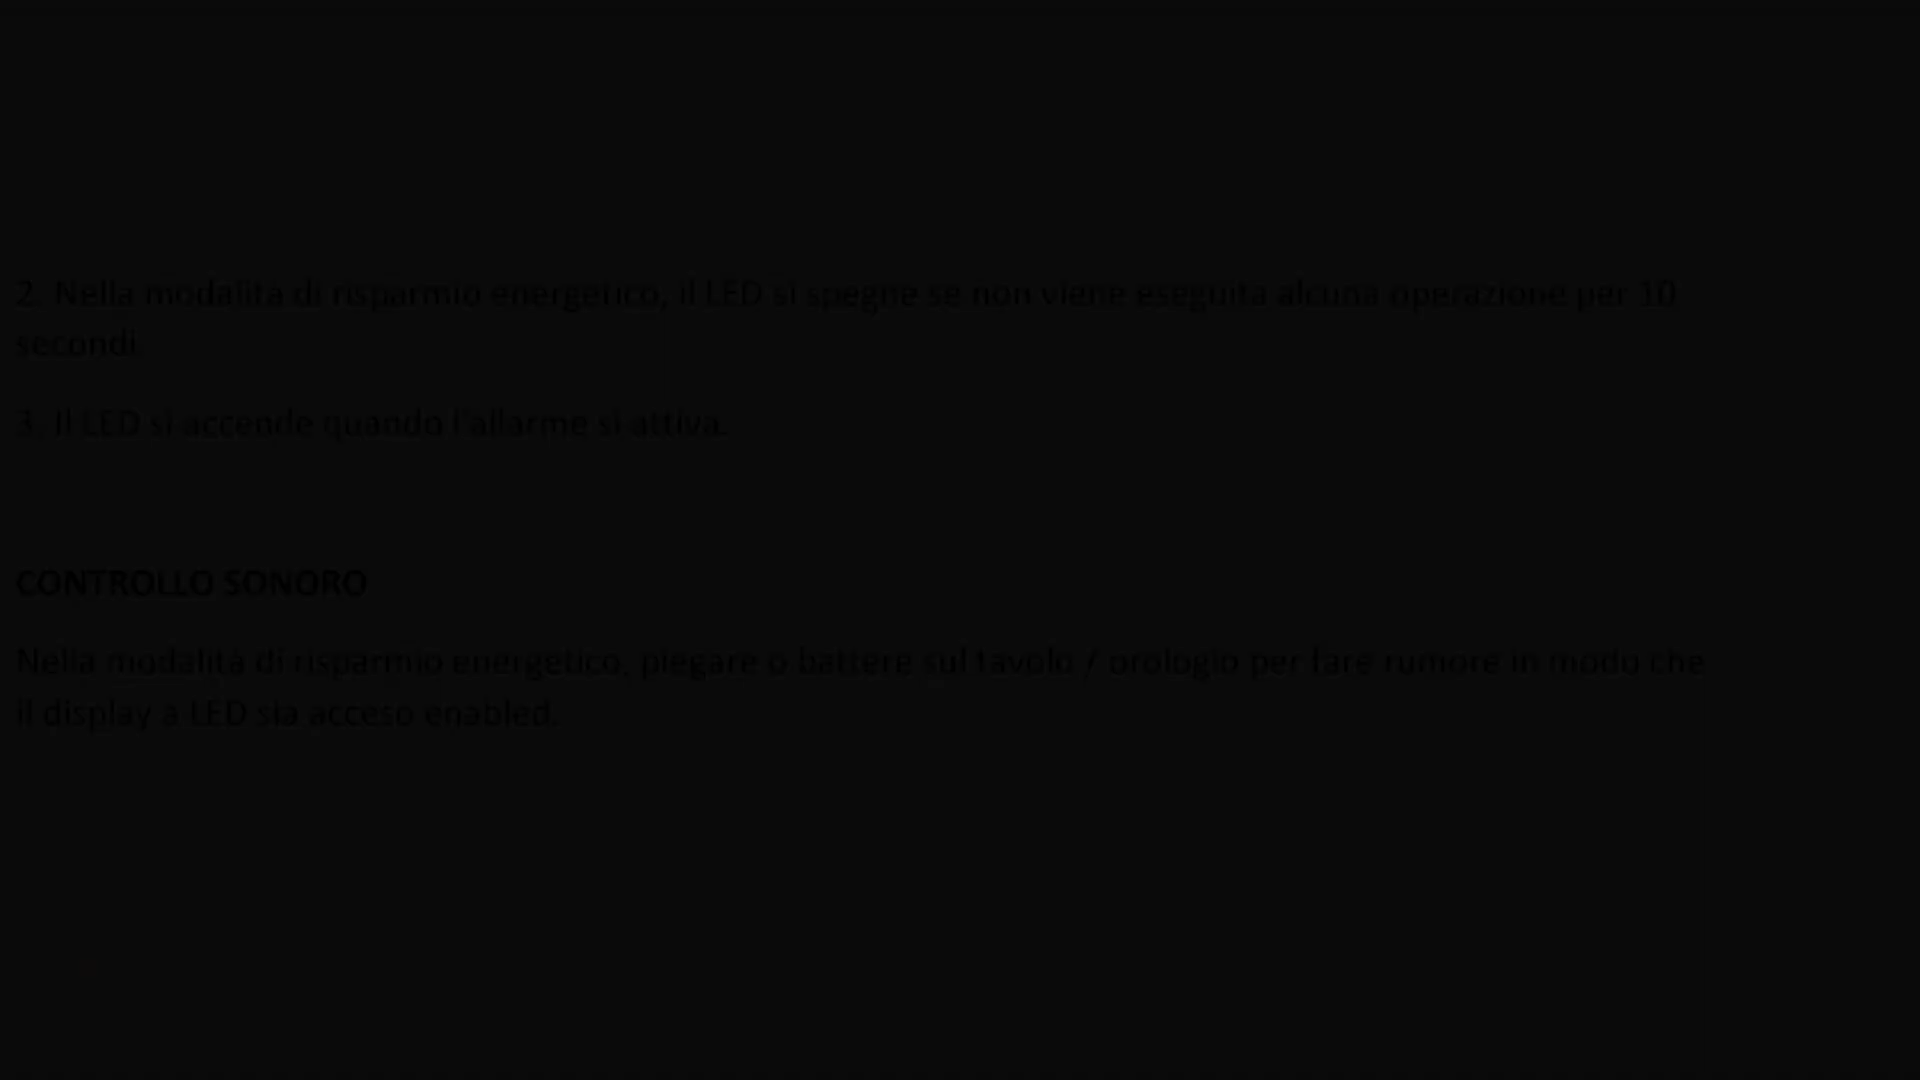 2. Nella modalità di risparmio energetico, il LED si spegne se non viene eseguita alcuna operazione per 10
secondi.
3. Il LED si accende quando l'allarme si attiva.
CONTROLLO SONORO
Nella modalità di risparmio energetico, piegare o battere sul tavolo / orologio per fare rumore in modo che
il display a LED sia acceso enabled.